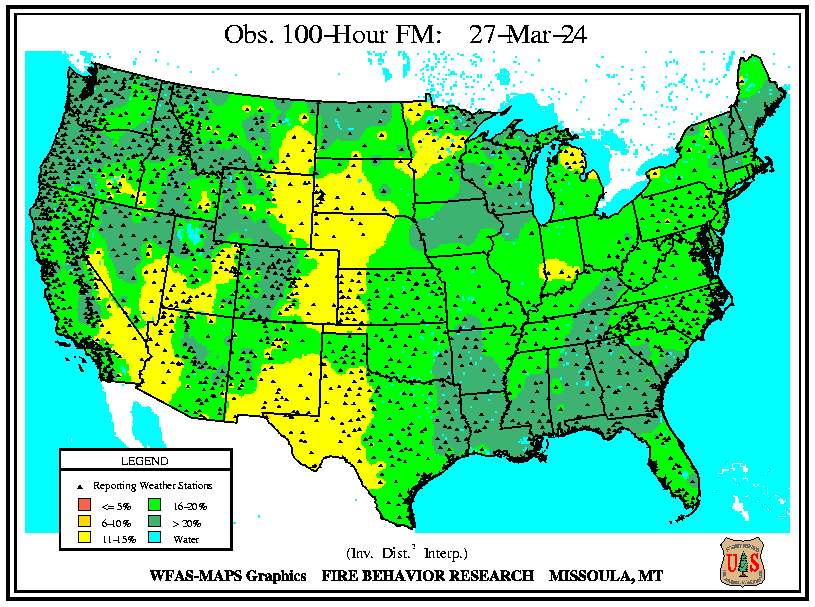 Obs. 100-Hour FM: 27-Mar-24
LEGEND
Reporting Weather Stations
<= 5%
16-20%
6-10%
> 20%
11-15%
Water
(Inv. Dist.² Interp.)
WFAS-MAPS Graphics FIRE BEHAVIOR RESEARCH MISSOULA, MT
U S